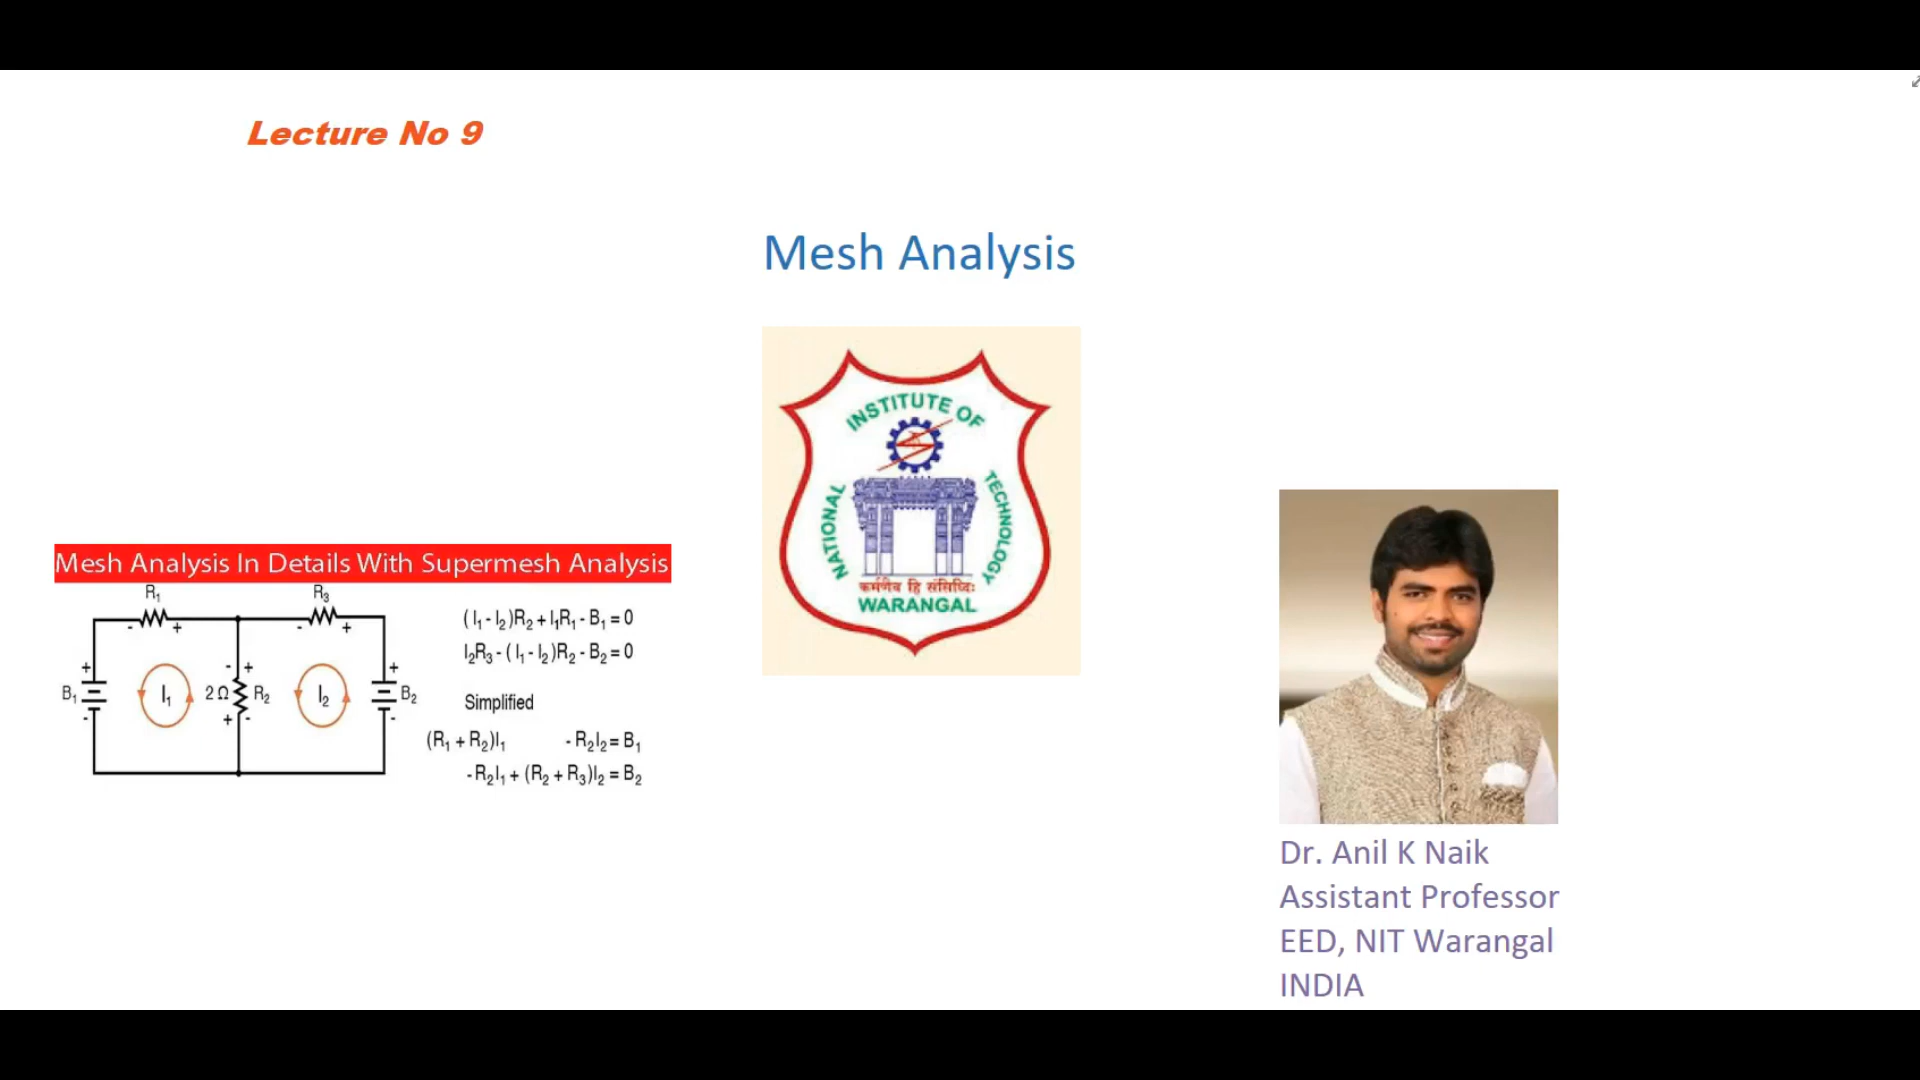 Lecture No 9
Mesh Analysis
NATIONAL INSTITUTE OF TECHNOLOGY
कर्मणैव हि संसिध्दिः
WARANGAL
Mesh Analysis In Details With Supermesh Analysis
R₁
R₃
- +
- +
+
B₁
-
I₁
- +
2 Ω
R₂
+ -
I₂
+
B₂
-
(I₁ - I₂)R₂ + I₁R₁ - B₁ = 0
I₂R₃ - (I₁ - I₂)R₂ - B₂ = 0
Simplified
(R₁ + R₂)I₁ - R₂I₂ = B₁
- R₂I₁ + (R₂ + R₃)I₂ = B₂
Dr. Anil K Naik
Assistant Professor
EED, NIT Warangal
INDIA